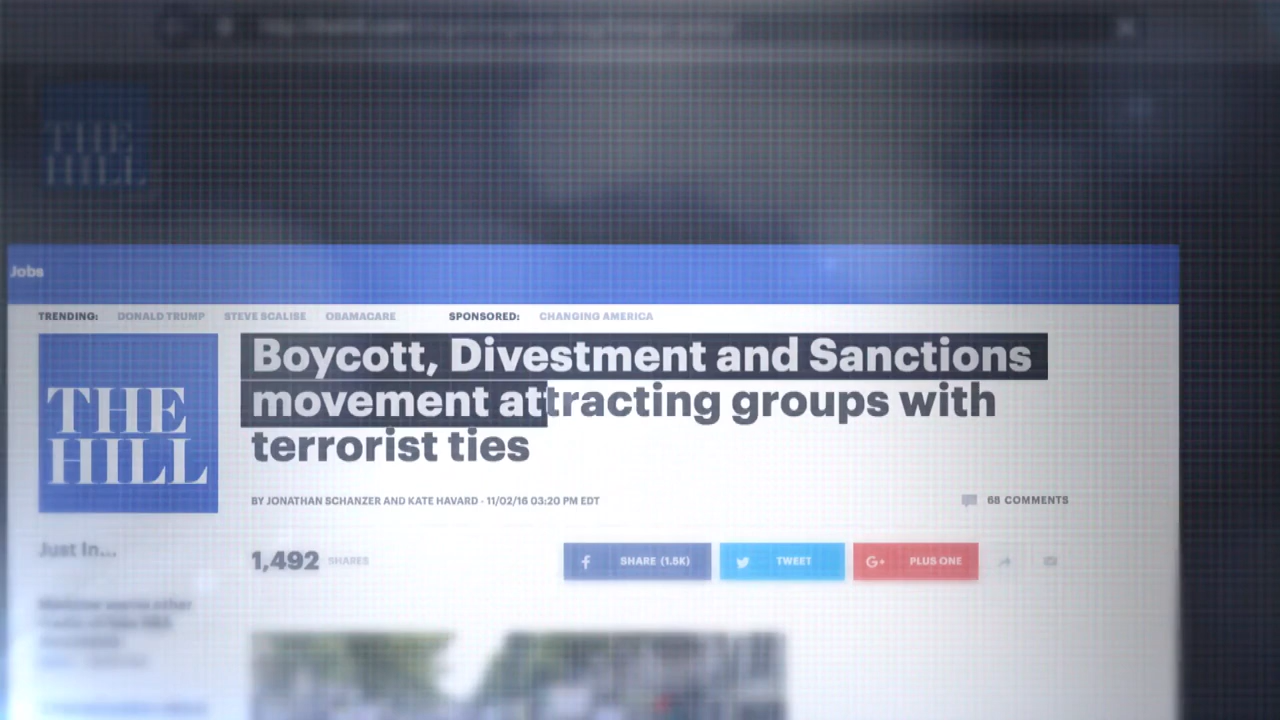 THE
HILL
Jobs
TRENDING: DONALD TRUMP STEVE SCALISE OBAMACARE SPONSORED: CHANGING AMERICA
THE
HILL
Boycott, Divestment and Sanctions
movement attracting groups with
terrorist ties
BY JONATHAN SCHANZER AND KATE HAVARD - 11/02/16 03:20 PM EDT
68 COMMENTS
Just In...
1,492 SHARES
SHARE (1.5K)
TWEET
G+ PLUS ONE